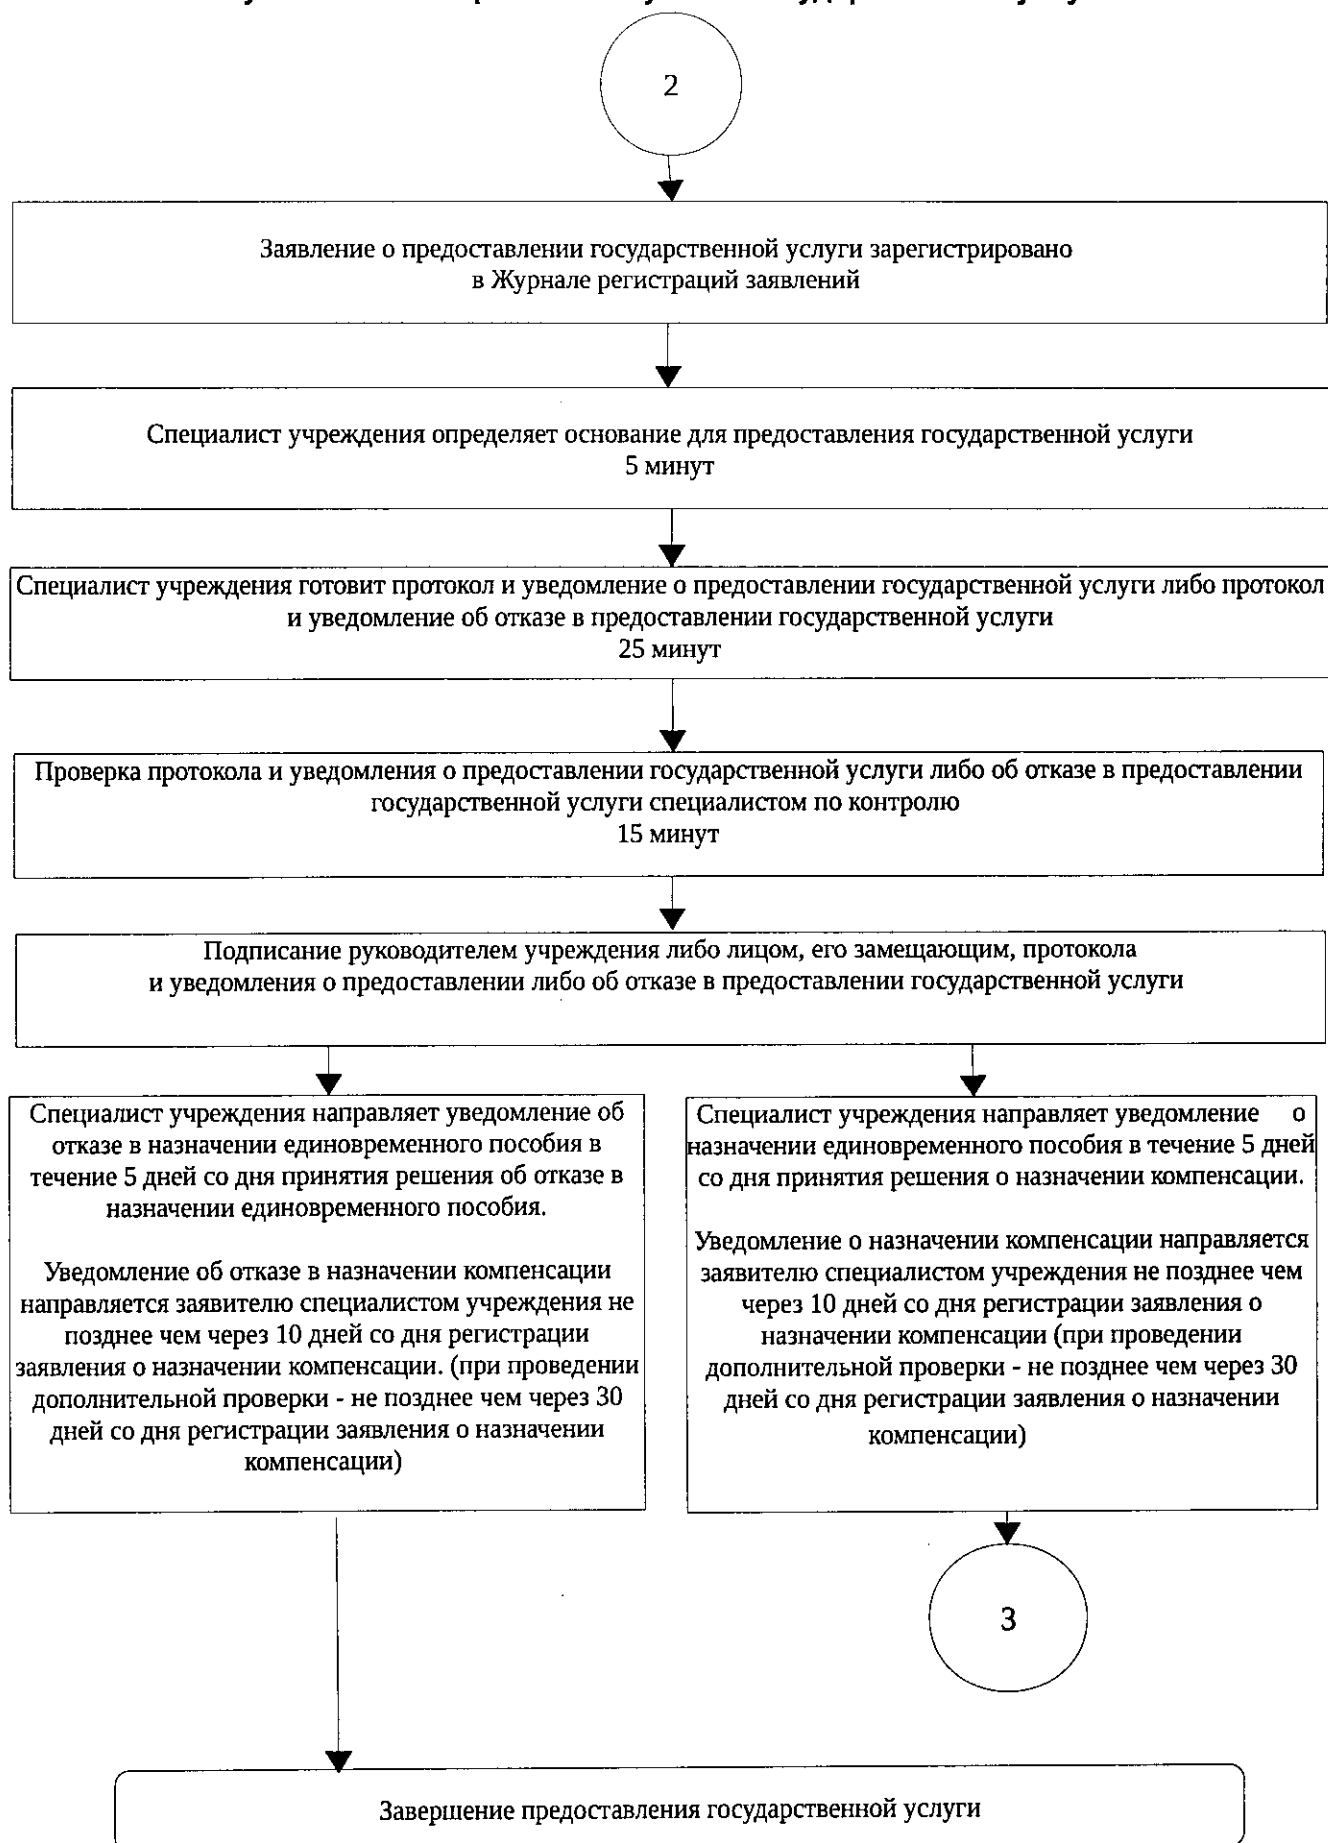 2
Заявление о предоставлении государственной услуги зарегистрировано
в Журнале регистраций заявлений
Специалист учреждения определяет основание для предоставления государственной услуги
5 минут
Специалист учреждения готовит протокол и уведомление о предоставлении государственной услуги либо протокол
и уведомление об отказе в предоставлении государственной услуги
25 минут
Проверка протокола и уведомления о предоставлении государственной услуги либо об отказе в предоставлении
государственной услуги специалистом по контролю
15 минут
Подписание руководителем учреждения либо лицом, его замещающим, протокола
и уведомления о предоставлении либо об отказе в предоставлении государственной услуги
Специалист учреждения направляет уведомление об
отказе в назначении единовременного пособия в
течение 5 дней со дня принятия решения об отказе в
назначении единовременного пособия.
Уведомление об отказе в назначении компенсации
направляется заявителю специалистом учреждения не
позднее чем через 10 дней со дня регистрации
заявления о назначении компенсации. (при проведении
дополнительной проверки - не позднее чем через 30
дней со дня регистрации заявления о назначении
компенсации)
Специалист учреждения направляет уведомление о
назначении единовременного пособия в течение 5 дней
со дня принятия решения о назначении компенсации.
Уведомление о назначении компенсации направляется
заявителю специалистом учреждения не позднее чем
через 10 дней со дня регистрации заявления о
назначении компенсации (при проведении
дополнительной проверки - не позднее чем через 30
дней со дня регистрации заявления о назначении
компенсации)
3
Завершение предоставления государственной услуги